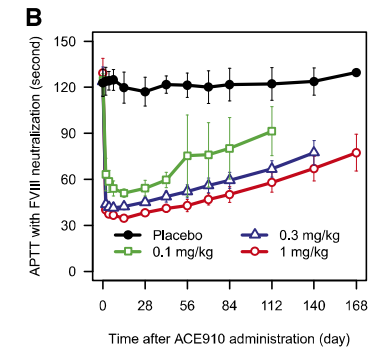 B
APTT with FVIII neutralization (second)
150
120
90
60
30
0
Placebo
0.3 mg/kg
0.1 mg/kg
1 mg/kg
0 28 56 84 112 140 168
Time after ACE910 administration (day)